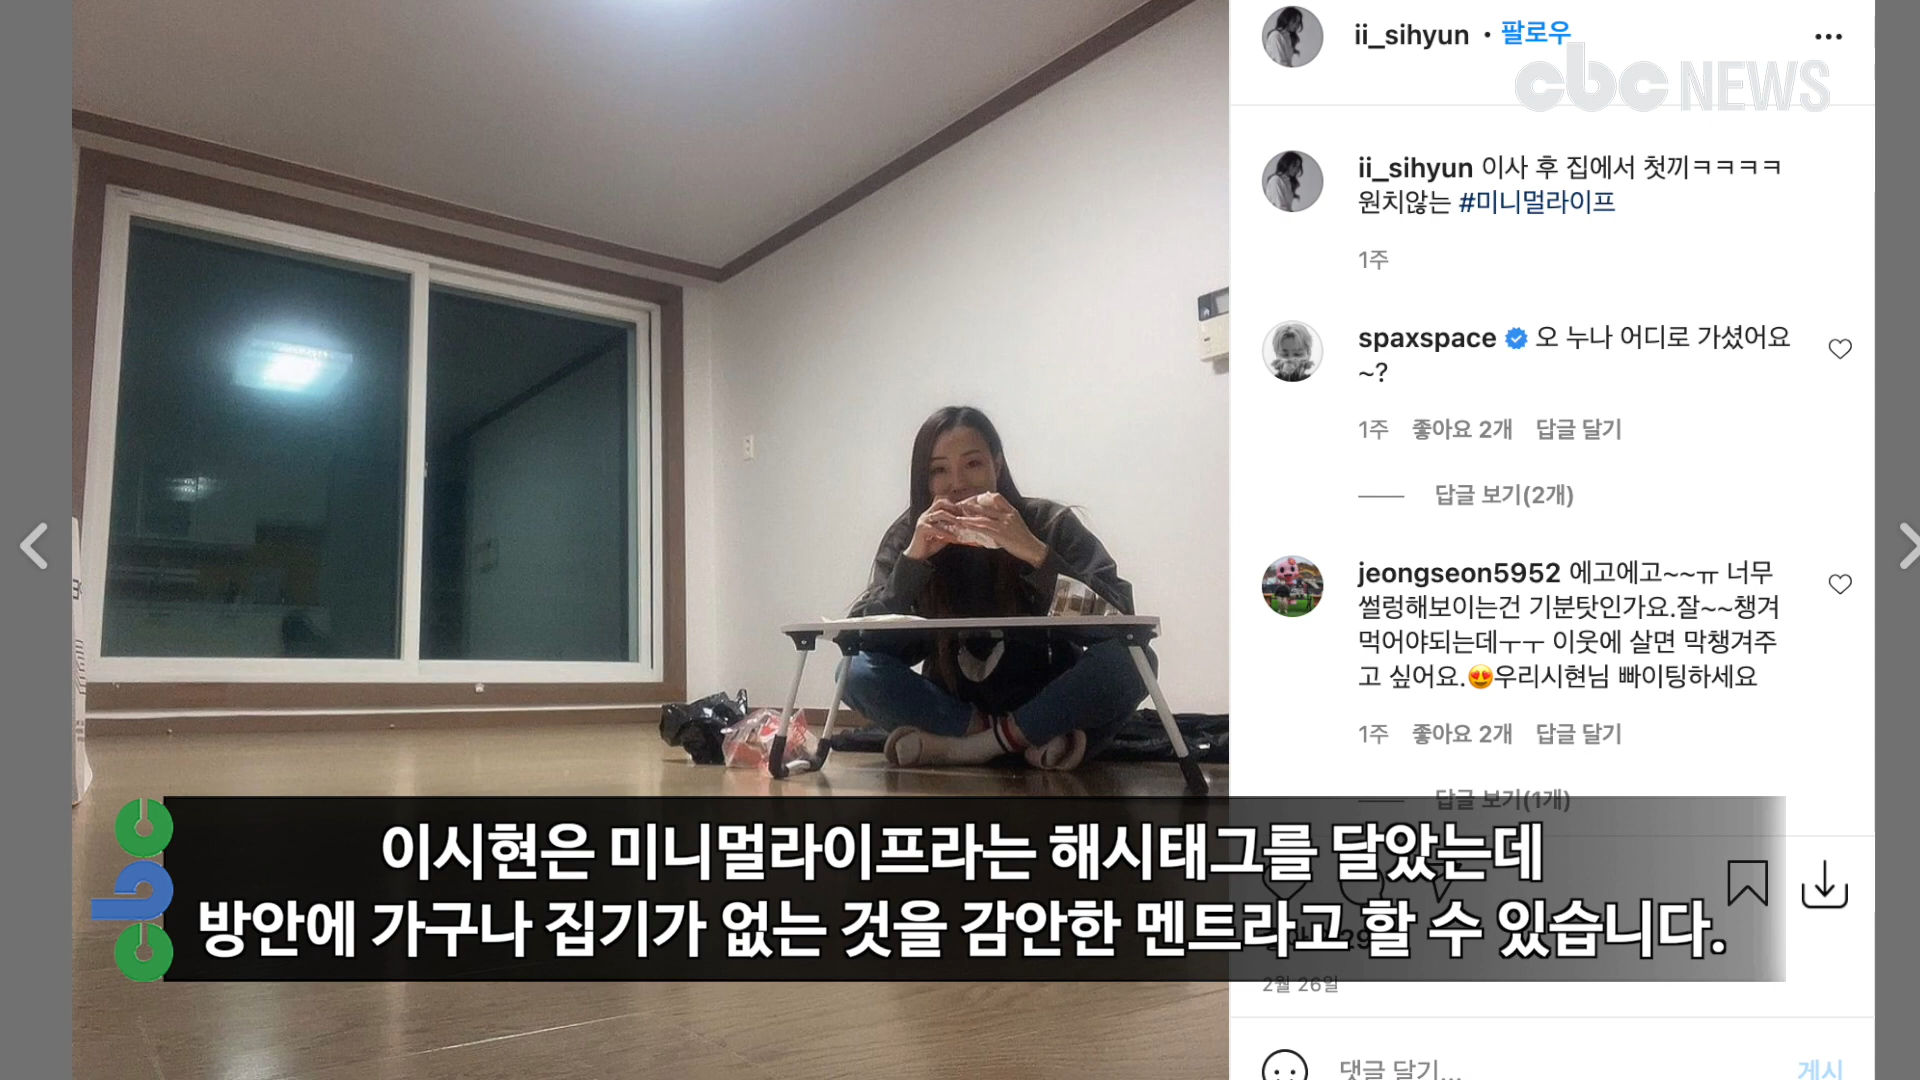 ii_sihyun • 팔로우
cbc NEWS
ii_sihyun 이사 후 집에서 첫끼ㅋㅋㅋㅋ
원치않는 #미니멀라이프
1주
spaxspace 오 누나 어디로 가셨어요
~?
1주 좋아요 2개 답글 달기
답글 보기(2개)
jeongseon5952 에고에고~~ㅠ 너무
썰렁해보이는건 기분탓인가요.잘~~챙겨
먹어야되는데ㅜㅜ 이웃에 살면 막챙겨주
고 싶어요.😍우리시현님 빠이팅하세요
1주 좋아요 2개 답글 달기
답글 보기(1개)
cbc
이시현은 미니멀라이프라는 해시태그를 달았는데
방안에 가구나 집기가 없는 것을 감안한 멘트라고 할 수 있습니다.
2월 26일
댓글 달기...
게시